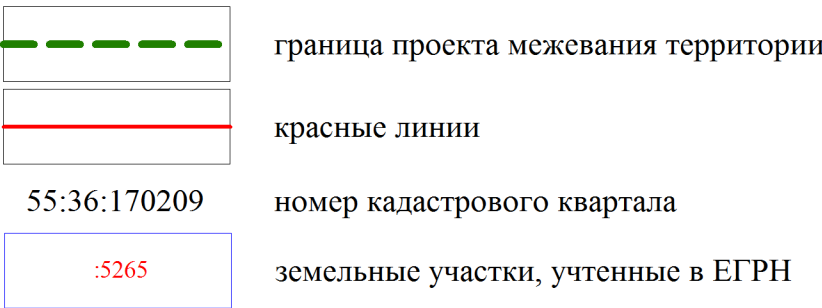 граница проекта межевания территории
красные линии
55:36:170209 номер кадастрового квартала
:5265 земельные участки, учтенные в ЕГРН